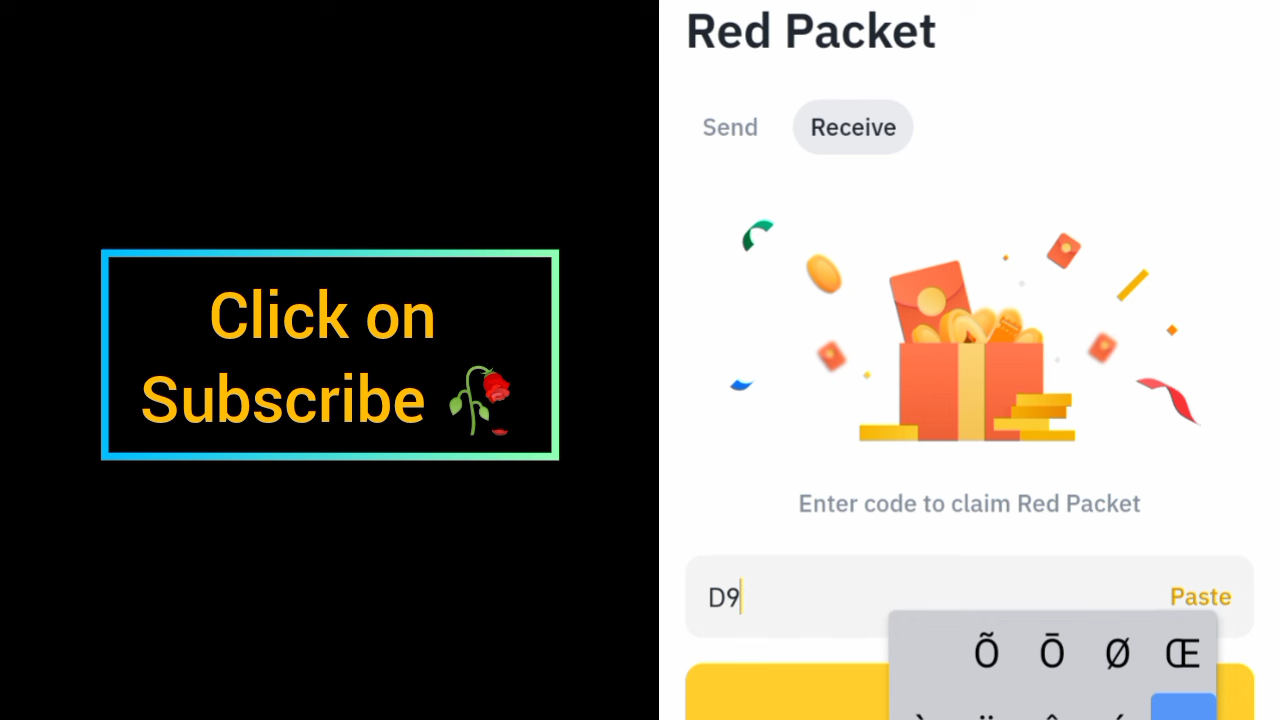 Click on
Subscribe 🥀
Red Packet
Send
Receive
Enter code to claim Red Packet
D9
Paste
Õ Ō Ø Œ